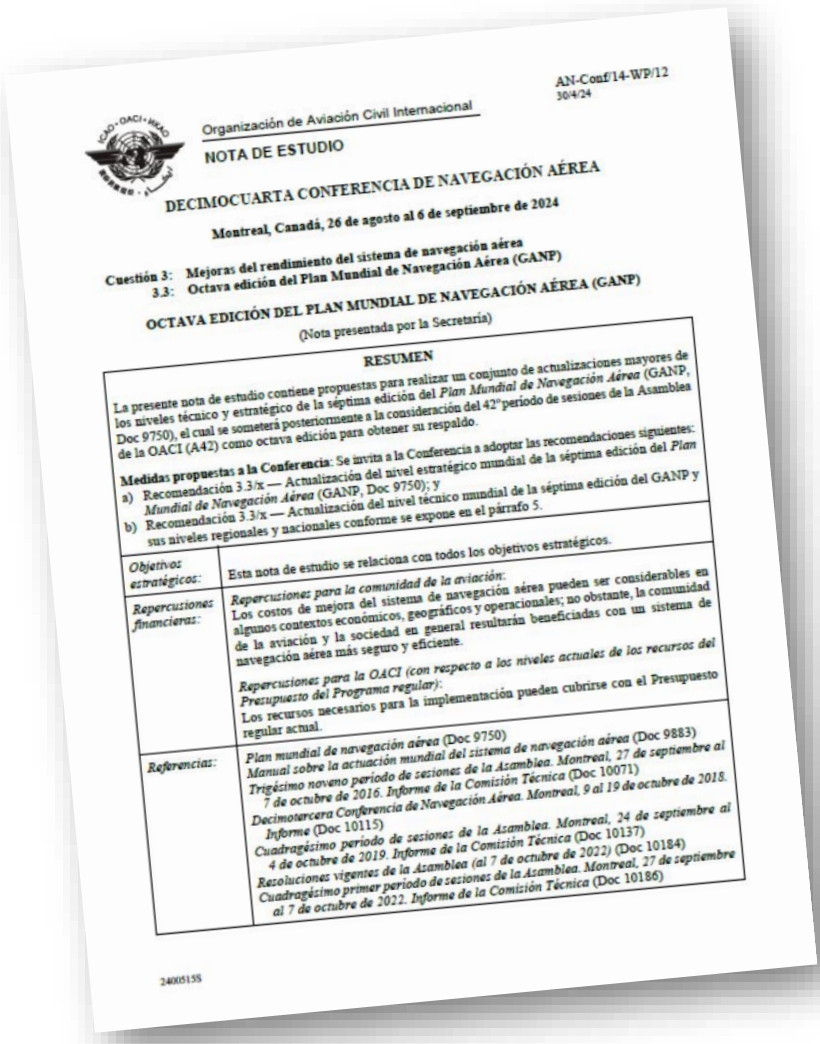 AN-Conf/14-WP/12
30/4/24
ICAO · OACI · ИКАО
Organización de Aviación Civil Internacional
NOTA DE ESTUDIO
DECIMOCUARTA CONFERENCIA DE NAVEGACIÓN AÉREA
Montreal, Canadá, 26 de agosto al 6 de septiembre de 2024
Cuestión 3: Mejoras del rendimiento del sistema de navegación aérea
3.3: Octava edición del Plan Mundial de Navegación Aérea (GANP)
OCTAVA EDICIÓN DEL PLAN MUNDIAL DE NAVEGACIÓN AÉREA (GANP)
(Nota presentada por la Secretaría)
RESUMEN
La presente nota de estudio contiene propuestas para realizar un conjunto de actualizaciones mayores de
los niveles técnico y estratégico de la séptima edición del Plan Mundial de Navegación Aérea (GANP,
Doc 9750), el cual se someterá posteriormente a la consideración del 42º período de sesiones de la Asamblea
de la OACI (A42) como octava edición para obtener su respaldo.
Medidas propuestas a la Conferencia: Se invita a la Conferencia a adoptar las recomendaciones siguientes:
a) Recomendación 3.3/x — Actualización del nivel estratégico mundial de la séptima edición del Plan
Mundial de Navegación Aérea (GANP, Doc 9750); y
b) Recomendación 3.3/x — Actualización del nivel técnico mundial de la séptima edición del GANP y
sus niveles regionales y nacionales conforme se expone en el párrafo 5.
Objetivos
estratégicos:
Esta nota de estudio se relaciona con todos los objetivos estratégicos.
Repercusiones
financieras:
Repercusiones para la comunidad de la aviación:
Los costos de mejora del sistema de navegación aérea pueden ser considerables en
algunos contextos económicos, geográficos y operacionales; no obstante, la comunidad
de la aviación y la sociedad en general resultarán beneficiadas con un sistema de
navegación aérea más seguro y eficiente.
Repercusiones para la OACI (con respecto a los niveles actuales de los recursos del
Presupuesto del Programa regular):
Los recursos necesarios para la implementación pueden cubrirse con el Presupuesto
regular actual.
Referencias:
Plan mundial de navegación aérea (Doc 9750)
Manual sobre la actuación mundial del sistema de navegación aérea (Doc 9883)
Trigésimo noveno período de sesiones de la Asamblea. Montreal, 27 de septiembre al
7 de octubre de 2016. Informe de la Comisión Técnica (Doc 10071)
Decimotercera Conferencia de Navegación Aérea. Montreal, 9 al 19 de octubre de 2018.
Informe (Doc 10115)
Cuadragésimo período de sesiones de la Asamblea. Montreal, 24 de septiembre al
4 de octubre de 2019. Informe de la Comisión Técnica (Doc 10137)
Resoluciones vigentes de la Asamblea (al 7 de octubre de 2022) (Doc 10184)
Cuadragésimo primer período de sesiones de la Asamblea. Montreal, 27 de septiembre
al 7 de octubre de 2022. Informe de la Comisión Técnica (Doc 10186)
2400515S